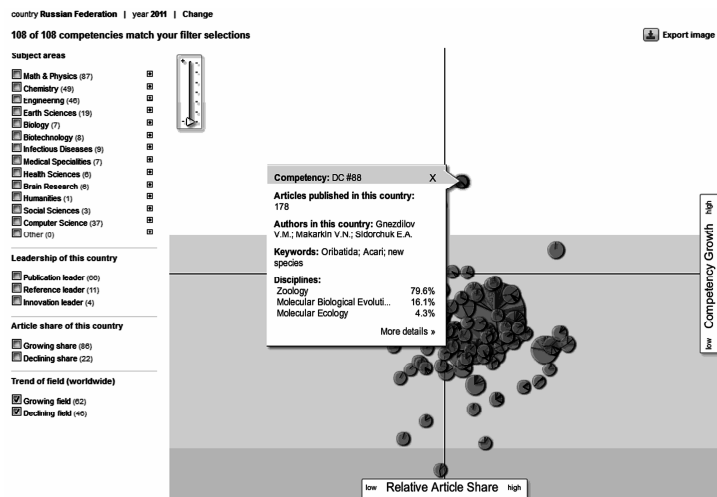 country Russian Federation | year 2011 | Change
108 of 108 competencies match your filter selections
Export image
Subject areas
Math & Physics (87)
Chemistry (49)
Engineering (46)
Earth Sciences (19)
Biology (7)
Biotechnology (8)
Infectious Diseases (9)
Medical Specialities (7)
Health Sciences (6)
Brain Research (6)
Humanities (1)
Social Sciences (3)
Computer Science (37)
Other (0)
Leadership of this country
Publication leader (66)
Reference leader (11)
Innovation leader (4)
Article share of this country
Growing share (86)
Declining share (22)
Trend of field (worldwide)
Growing field (62)
Declining field (46)
Competency: DC #88 X
Articles published in this country:
178
Authors in this country: Gnezdilov
V.M.; Makarkin V.N.; Sidorchuk E.A.
Keywords: Oribatida; Acari; new
species
Disciplines:
Zoology 79.6%
Molecular Biological Evoluti... 16.1%
Molecular Ecology 4.3%
More details »
low Competency Growth high
low Relative Article Share high